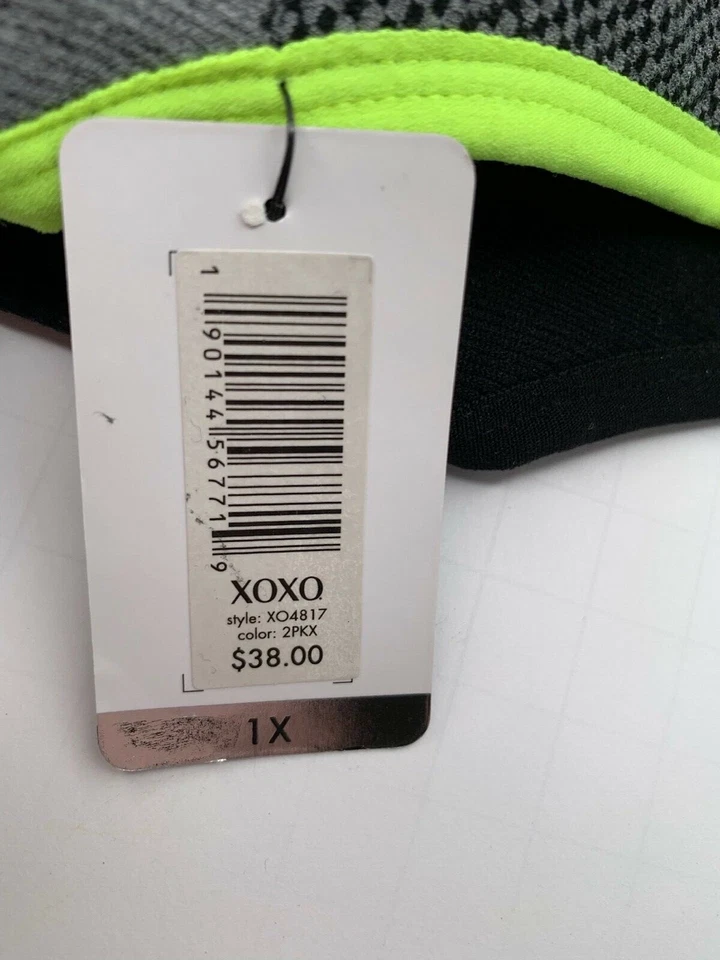 1 90144 56771 9
XOXO
style: XO4817
color: 2PKX
$38.00
1X